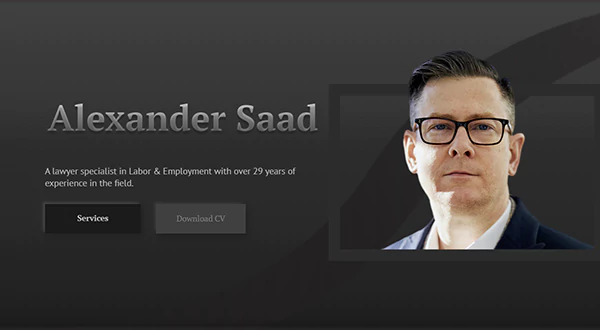 Alexander Saad
A lawyer specialist in Labor & Employment with over 29 years of
experience in the field.
Services
Download CV